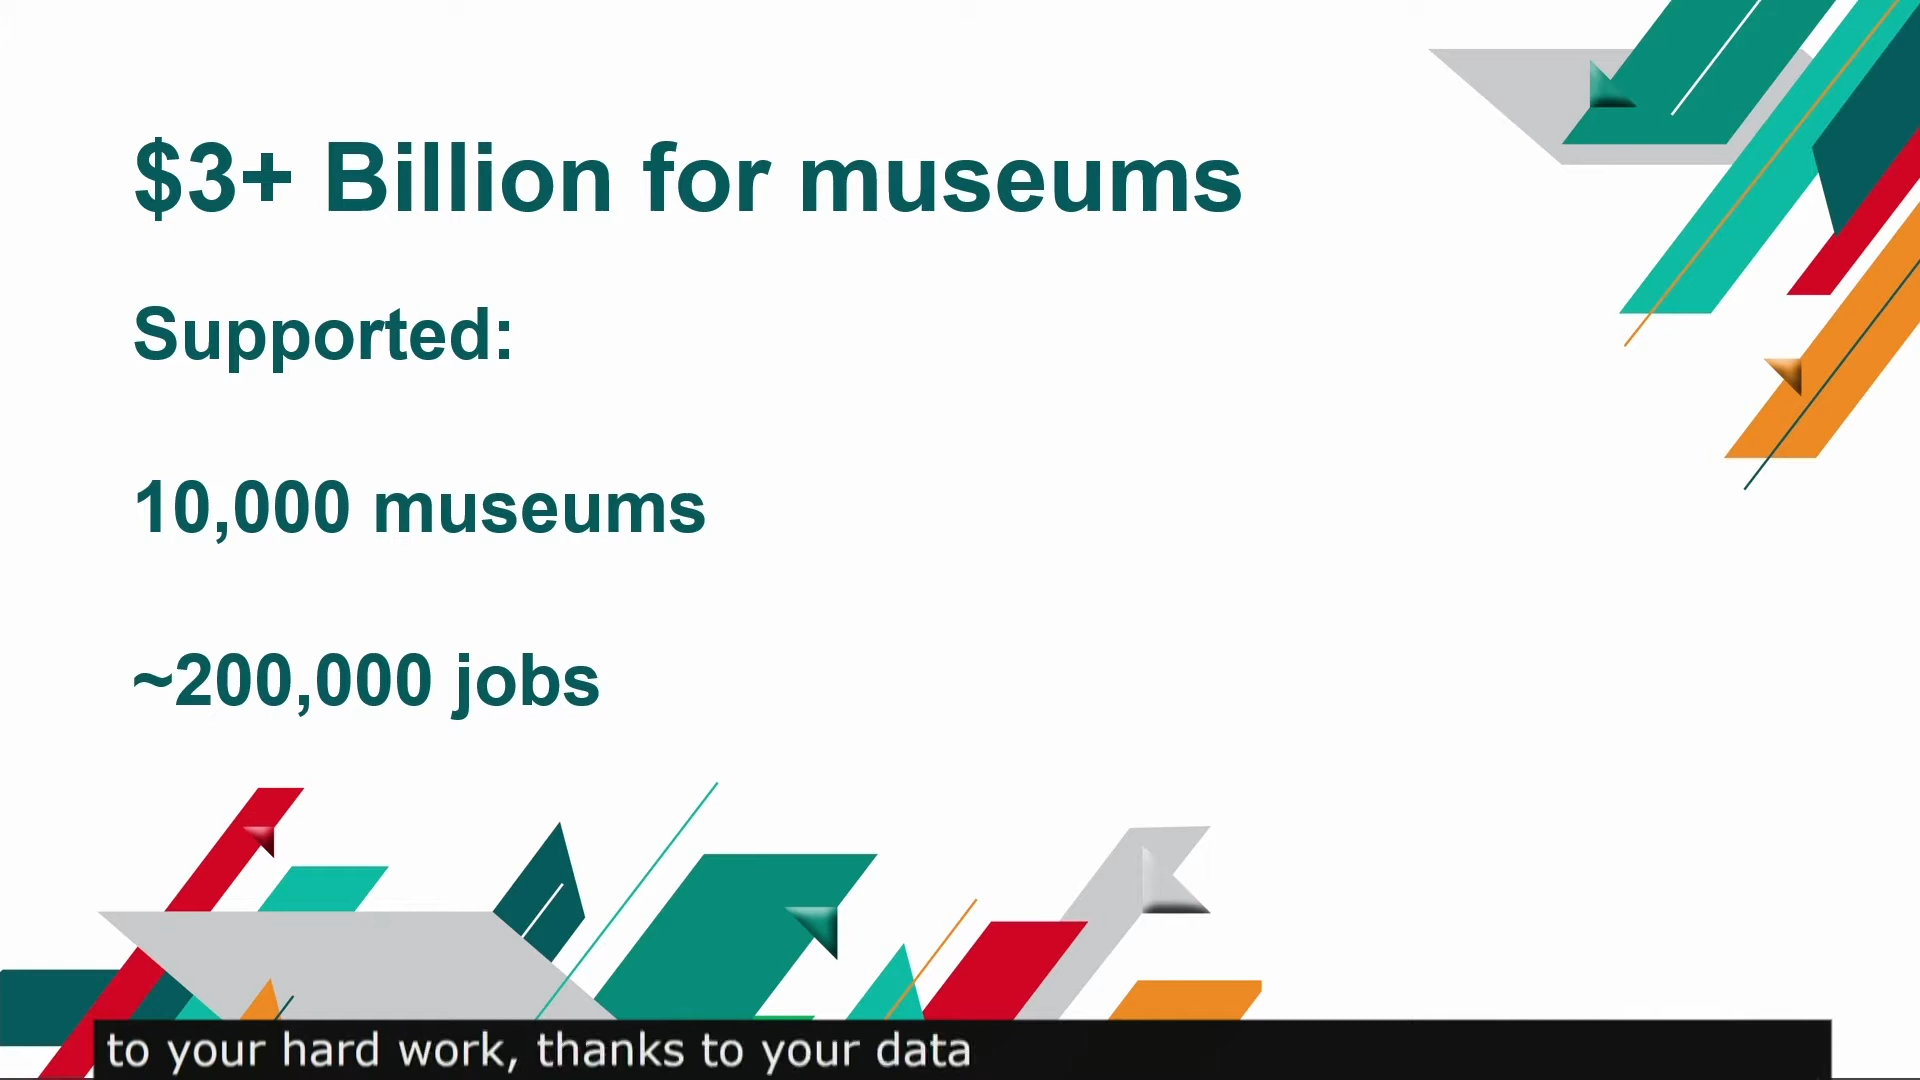 $3+ Billion for museums
Supported:
10,000 museums
~200,000 jobs
to your hard work, thanks to your data